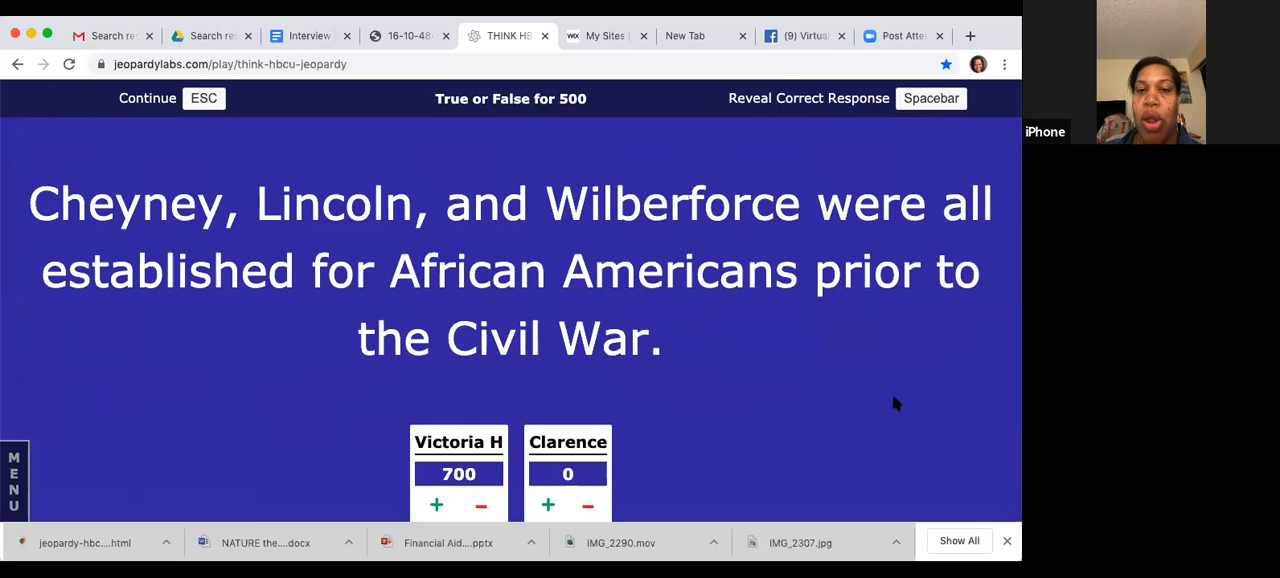 Search re
Search res
Interview
16-10-48-
THINK HB
WIX My Sites (
New Tab
(9) Virtua
Post Atte
jeopardylabs.com/play/think-hbcu-jeopardy
Continue ESC
True or False for 500
Reveal Correct Response Spacebar
iPhone
Cheyney, Lincoln, and Wilberforce were all
established for African Americans prior to
the Civil War.
Victoria H Clarence
700 0
+ − + −
MENU
jeopardy-hbc....html
NATURE the....docx
Financial Aid....pptx
IMG_2290.mov
IMG_2307.jpg
Show All